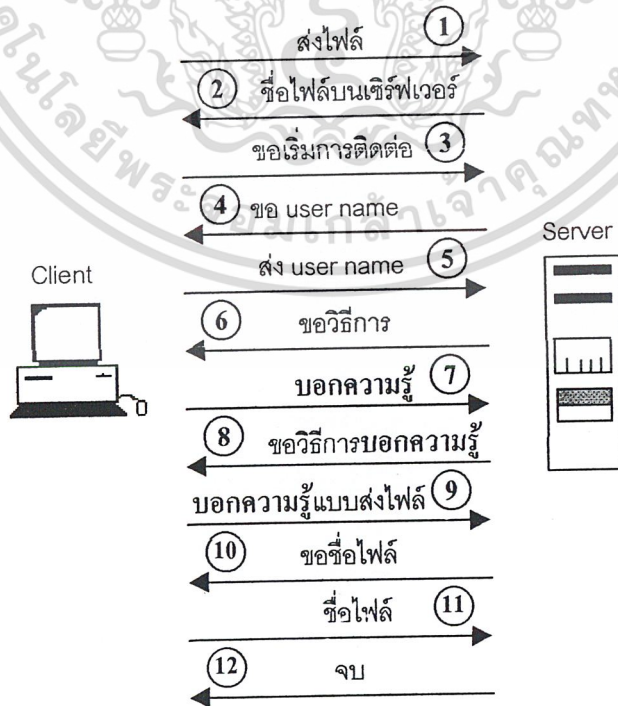 ส่งไฟล์ 1
2 ชื่อไฟล์บนเซิร์ฟเวอร์
ขอเริ่มการติดต่อ 3
4 ขอ user name
Server
ส่ง user name 5
Client
6 ขอวิธีการ
บอกความรู้ 7
8 ขอวิธีการบอกความรู้
บอกความรู้แบบส่งไฟล์ 9
10 ขอชื่อไฟล์
ชื่อไฟล์ 11
12 จบ